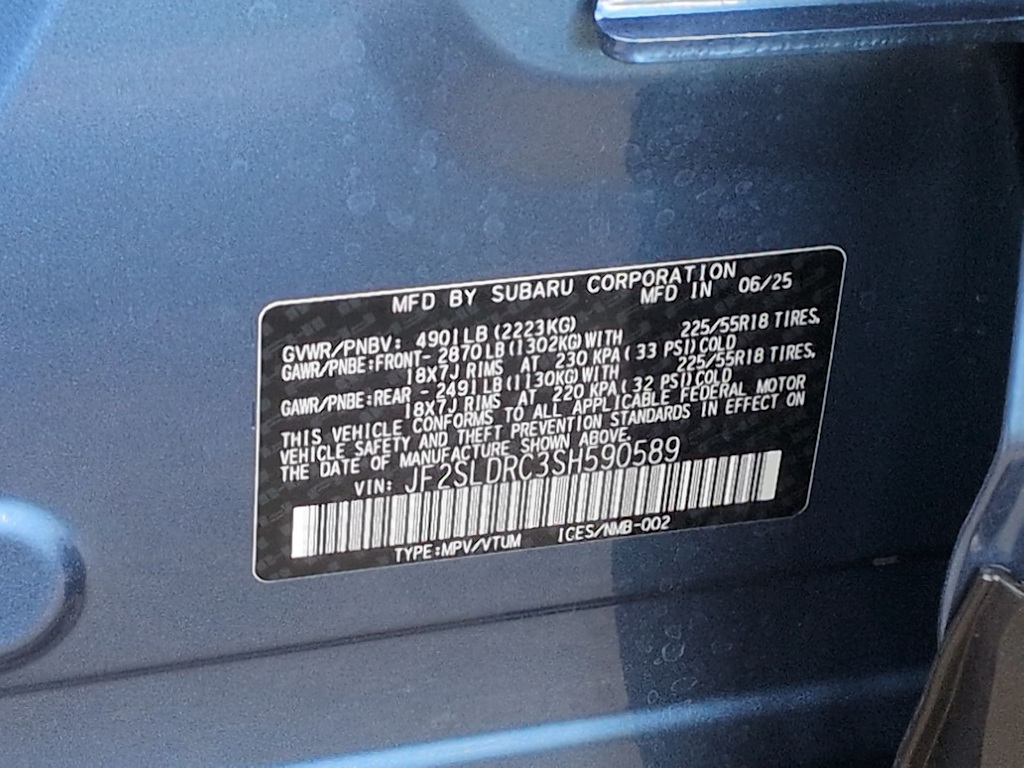 MFD BY SUBARU CORPORATION
MFD IN 06/25
GVWR/PNBV: 4901LB(2223KG)
GAWR/PNBE:FRONT- 2870LB(1302KG)WITH 225/55R18 TIRES,
18X7J RIMS AT 230 KPA( 33 PSI)COLD
GAWR/PNBE:REAR - 2491LB(1130KG)WITH 225/55R18 TIRES,
18X7J RIMS AT 220 KPA( 32 PSI)COLD
THIS VEHICLE CONFORMS TO ALL APPLICABLE FEDERAL MOTOR
VEHICLE SAFETY AND THEFT PREVENTION STANDARDS IN EFFECT ON
THE DATE OF MANUFACTURE SHOWN ABOVE.
VIN: JF2SLDRC3SH590589
TYPE:MPV/VTUM ICES/NMB-002